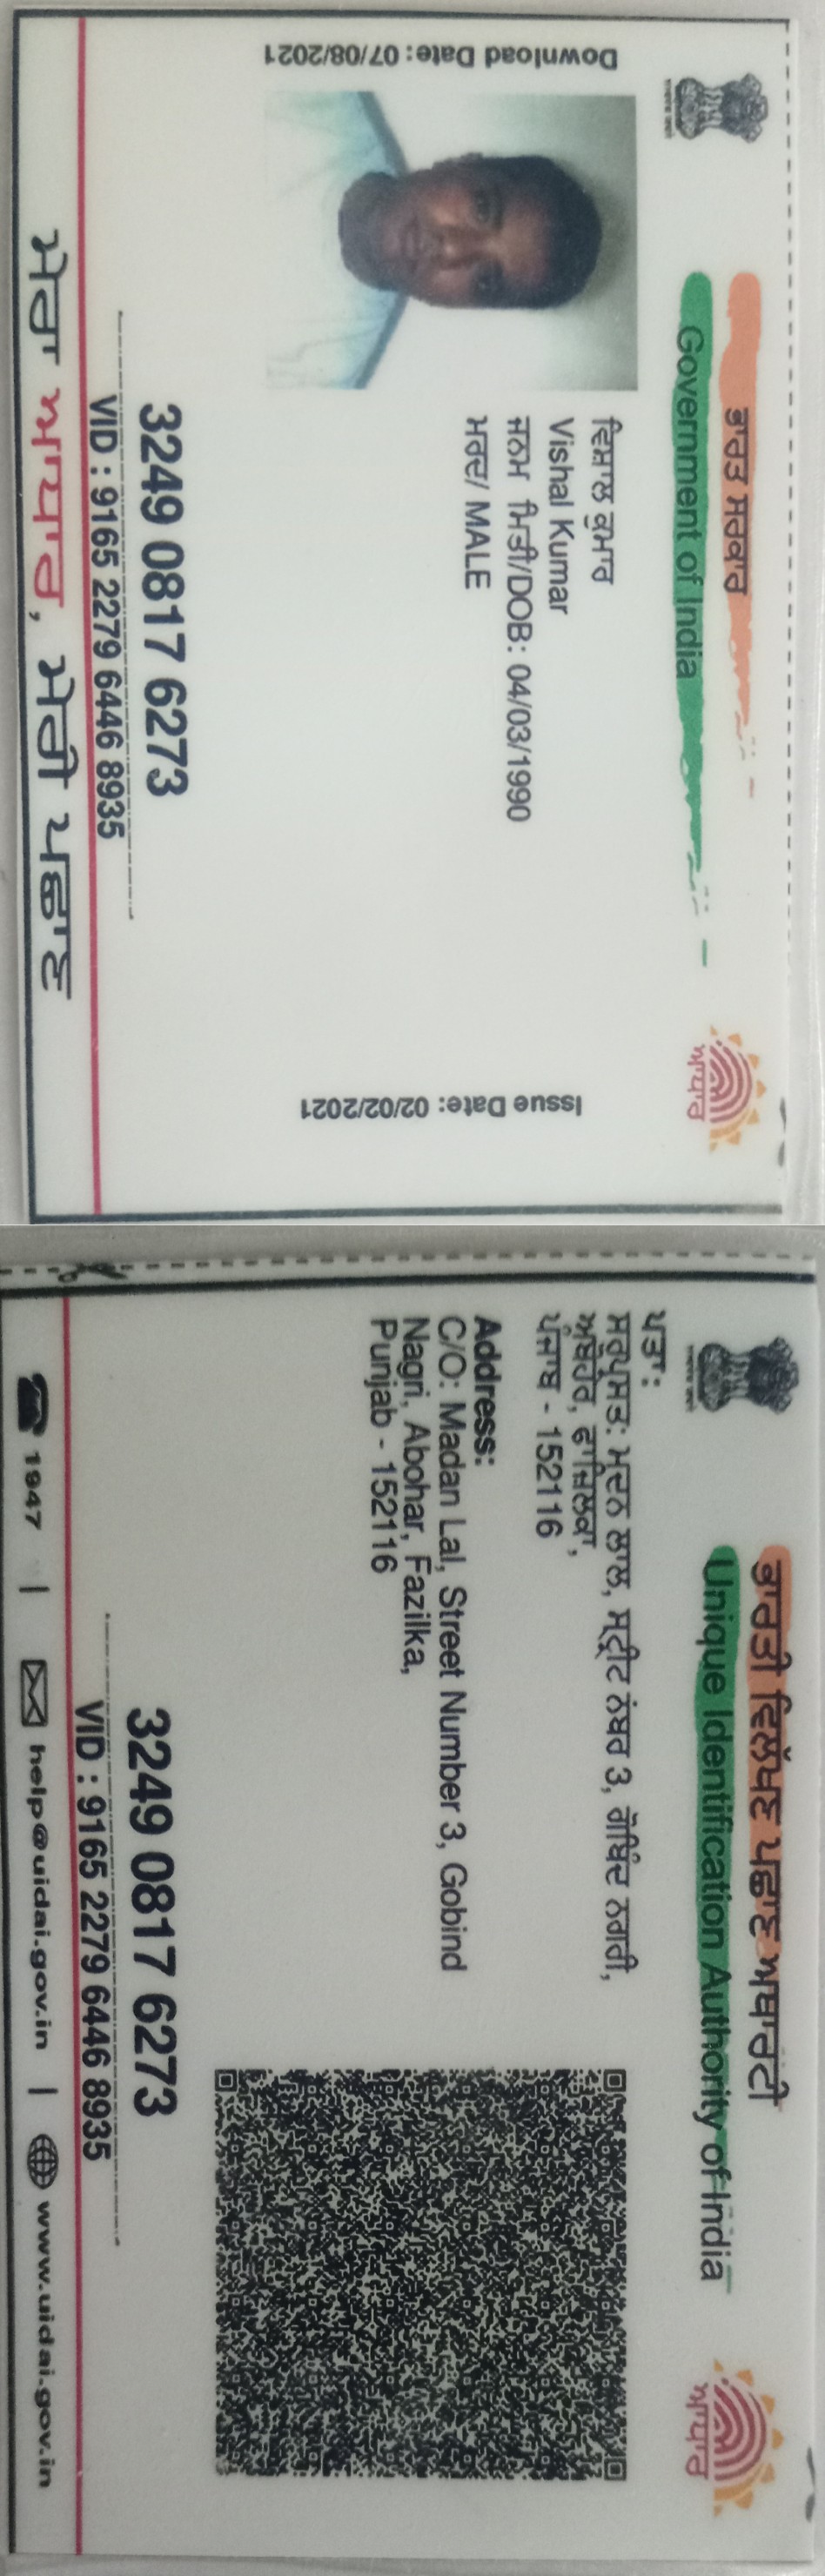 ਭਾਰਤ ਸਰਕਾਰ
Government of India
Download Date: 07/08/2021
ਵਿਸ਼ਾਲ ਕੁਮਾਰ
Vishal Kumar
ਜਨਮ ਮਿਤੀ/DOB: 04/03/1990
ਮਰਦ/ MALE
Issue Date: 02/02/2021
ਆਧਾਰ
3249 0817 6273
VID : 9165 2279 6446 8935
ਮੇਰਾ ਆਧਾਰ, ਮੇਰੀ ਪਛਾਣ
ਭਾਰਤੀ ਵਿਲੱਖਣ ਪਛਾਣ ਅਥਾਰਟੀ
Unique Identification Authority of India
ਆਧਾਰ
ਪਤਾ:
ਸਰਪ੍ਰਸਤ: ਮਦਨ ਲਾਲ, ਸਟ੍ਰੀਟ ਨੰਬਰ 3, ਗੋਬਿੰਦ ਨਗਰੀ,
ਅਬੋਹਰ, ਫਾਜ਼ਿਲਕਾ,
ਪੰਜਾਬ - 152116
Address:
C/O: Madan Lal, Street Number 3, Gobind
Nagri, Abohar, Fazilka,
Punjab - 152116
3249 0817 6273
VID : 9165 2279 6446 8935
1947 | help@uidai.gov.in | www.uidai.gov.in